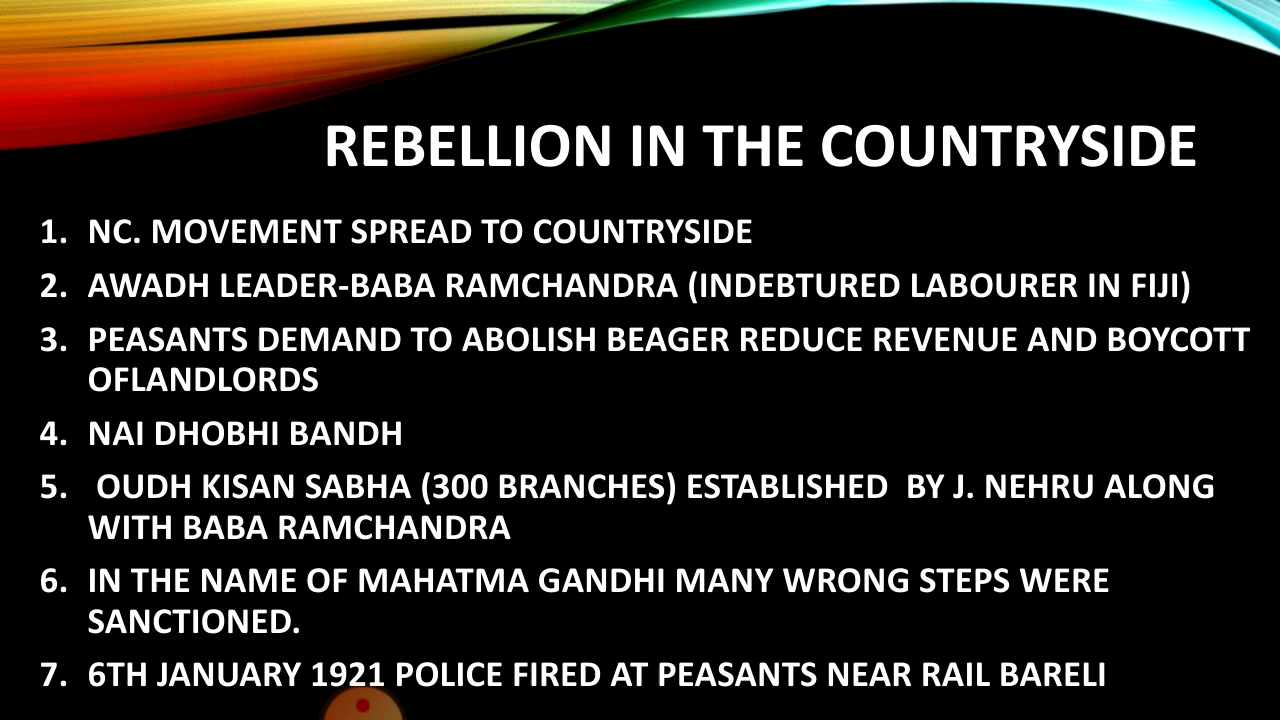 REBELLION IN THE COUNTRYSIDE
1. NC. MOVEMENT SPREAD TO COUNTRYSIDE
2. AWADH LEADER-BABA RAMCHANDRA (INDEBTURED LABOURER IN FIJI)
3. PEASANTS DEMAND TO ABOLISH BEAGER REDUCE REVENUE AND BOYCOTT
OFLANDLORDS
4. NAI DHOBHI BANDH
5. OUDH KISAN SABHA (300 BRANCHES) ESTABLISHED BY J. NEHRU ALONG
WITH BABA RAMCHANDRA
6. IN THE NAME OF MAHATMA GANDHI MANY WRONG STEPS WERE
SANCTIONED.
7. 6TH JANUARY 1921 POLICE FIRED AT PEASANTS NEAR RAIL BARELI